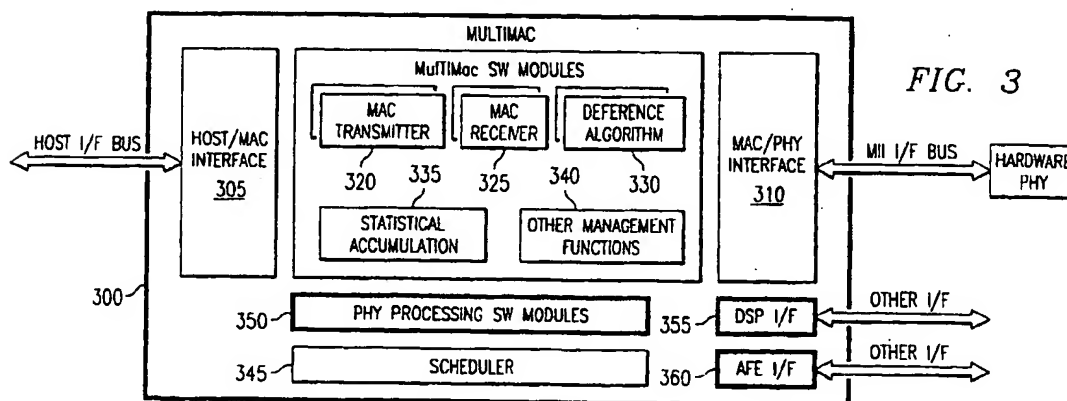 MULTIMAC
MulTIMac SW MODULES
FIG. 3
MAC
TRANSMITTER
MAC
RECEIVER
DEFERENCE
ALGORITHM
HOST I/F BUS
HOST/MAC
INTERFACE
305
MAC/PHY
INTERFACE
310
MII I/F BUS
HARDWARE
PHY
320
335
325
340
330
STATISTICAL
ACCUMULATION
OTHER MANAGEMENT
FUNCTIONS
300
350
PHY PROCESSING SW MODULES
355
DSP I/F
OTHER I/F
345
SCHEDULER
360
AFE I/F
OTHER I/F